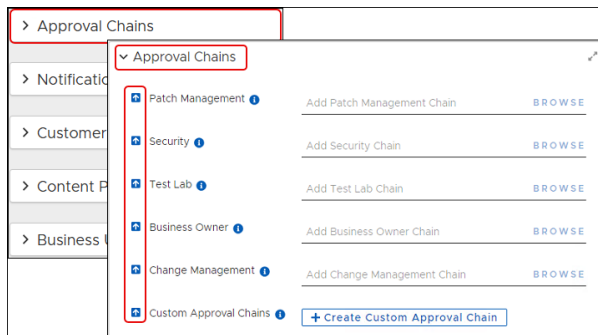 Approval Chains
Notificatio
Customer
Content P
Business U
Approval Chains
Patch Management Add Patch Management Chain BROWSE
Security Add Security Chain BROWSE
Test Lab Add Test Lab Chain BROWSE
Business Owner Add Business Owner Chain BROWSE
Change Management Add Change Management Chain BROWSE
Custom Approval Chains + Create Custom Approval Chain